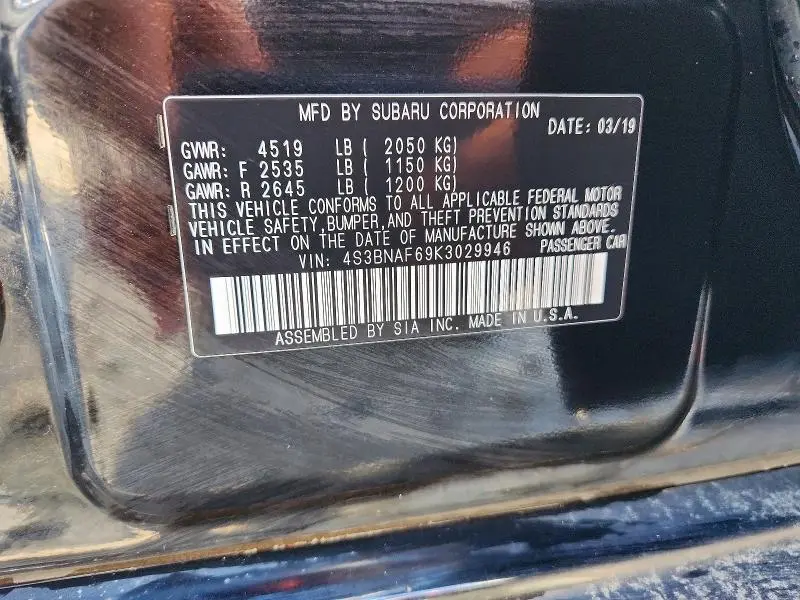 MFD BY SUBARU CORPORATION
DATE: 03/19
GVWR: 4519 LB ( 2050 KG)
GAWR: F 2535 LB ( 1150 KG)
GAWR: R 2645 LB ( 1200 KG)
THIS VEHICLE CONFORMS TO ALL APPLICABLE FEDERAL MOTOR
VEHICLE SAFETY,BUMPER,AND THEFT PREVENTION STANDARDS
IN EFFECT ON THE DATE OF MANUFACTURE SHOWN ABOVE.
VIN: 4S3BNAF69K3029946 PASSENGER CAR
ASSEMBLED BY SIA INC. MADE IN U.S.A.